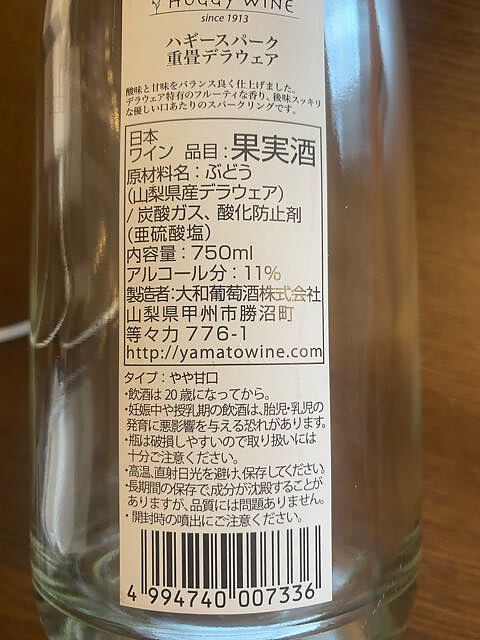 HUGGY WINE
since 1913
ハギースパーク
重畳デラウェア
酸味と甘味をバランス良く仕上げました。
デラウェア特有のフルーティな香り、後味スッキリ
な優しい口あたりのスパークリングです。
日本
ワイン 品目:果実酒
原材料名:ぶどう
(山梨県産デラウェア)
/炭酸ガス、酸化防止剤
(亜硫酸塩)
内容量:750ml
アルコール分:11%
製造者:大和葡萄酒株式会社
山梨県甲州市勝沼町
等々力 776-1
http://yamatowine.com
タイプ:やや甘口
・飲酒は20歳になってから。
・妊娠中や授乳期の飲酒は、胎児・乳児の
発育に悪影響を与える恐れがあります。
・瓶は破損しやすいので取り扱いには
十分ご注意ください。
・高温、直射日光を避け、保存してください。
・長期間の保存で、成分が沈殿することが
ありますが、品質には問題ありません。
・開封時の噴出にご注意ください。
4 994740 007336